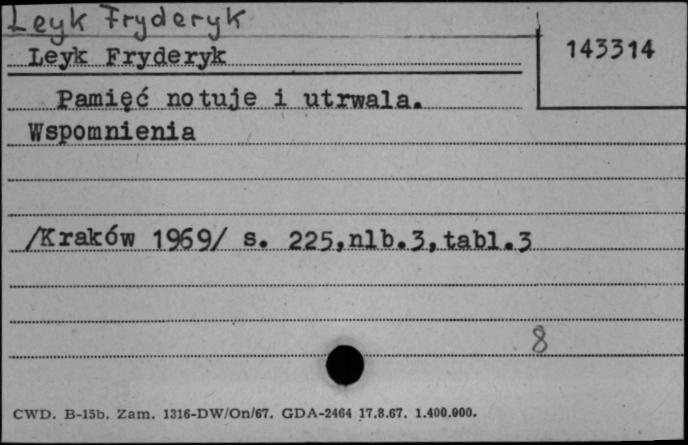 Leyk Fryderyk
Leyk Fryderyk
143314
Pamięć notuje i utrwala.
Wspomnienia
/Kraków 1969/ s. 225,nlb.3,tabl.3
8
CWD. B-15b. Zam. 1316-DW/On/67. GDA-2464 17.8.67. 1.400.000.